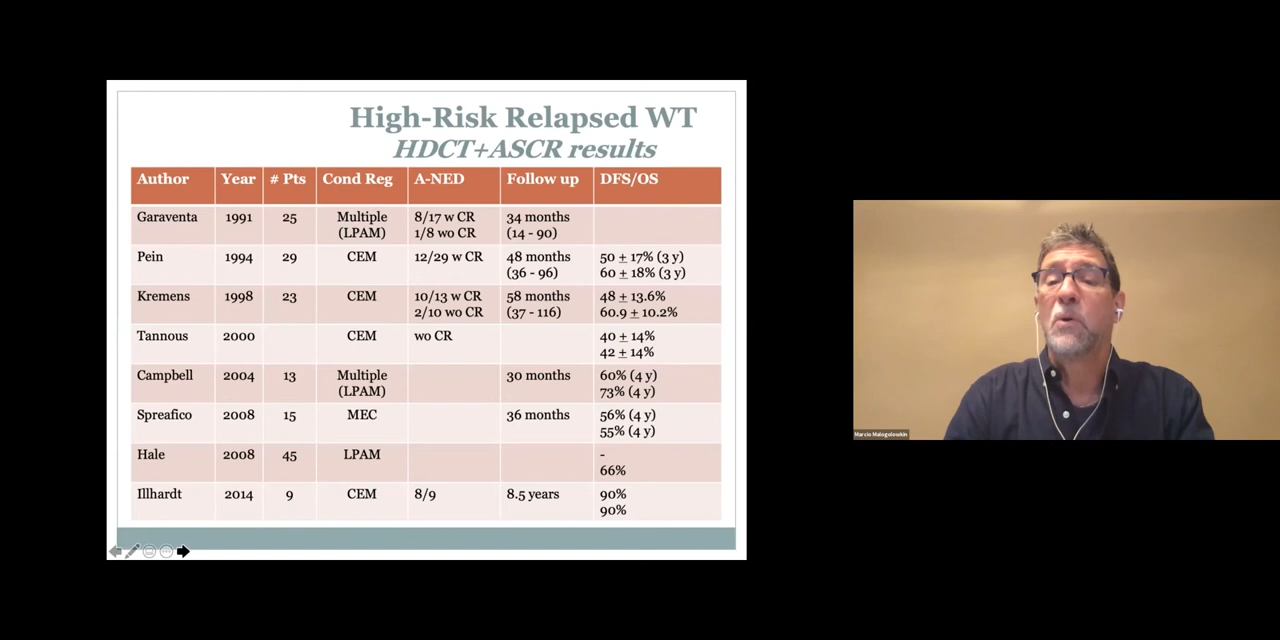 High-Risk Relapsed WT
HDCT+ASCR results
Author Year # Pts Cond Reg A-NED Follow up DFS/OS
Garaventa 1991 25 Multiple (LPAM) 8/17 w CR 1/8 wo CR 34 months (14 - 90)
Pein 1994 29 CEM 12/29 w CR 48 months (36 - 96) 50 ± 17% (3 y) 60 ± 18% (3 y)
Kremens 1998 23 CEM 10/13 w CR 2/10 wo CR 58 months (37 - 116) 48 ± 13.6% 60.9 ± 10.2%
Tannous 2000 CEM wo CR 40 ± 14% 42 ± 14%
Campbell 2004 13 Multiple (LPAM) 30 months 60% (4 y) 73% (4 y)
Spreafico 2008 15 MEC 36 months 56% (4 y) 55% (4 y)
Hale 2008 45 LPAM - 66%
Illhardt 2014 9 CEM 8/9 8.5 years 90% 90%
Marcio Malogolowkin